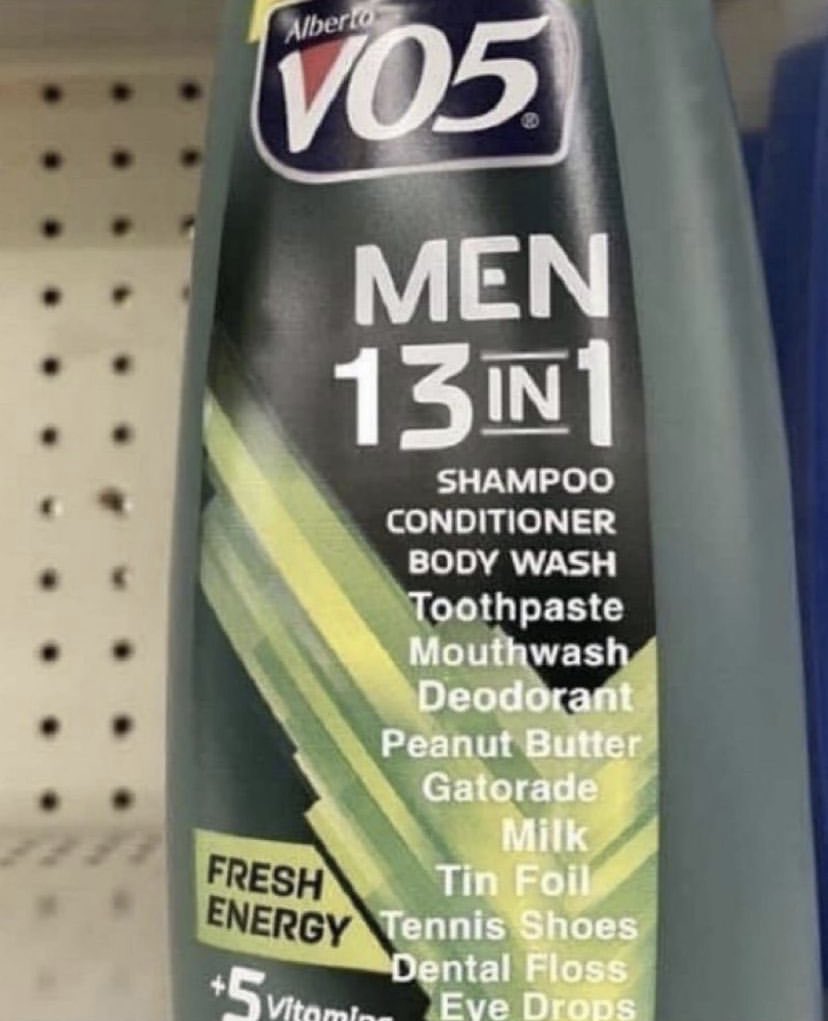 Alberto
VO5®
MEN
13 IN 1
SHAMPOO
CONDITIONER
BODY WASH
Toothpaste
Mouthwash
Deodorant
Peanut Butter
Gatorade
Milk
Tin Foil
Tennis Shoes
Dental Floss
Eye Drops
FRESH
ENERGY
+5